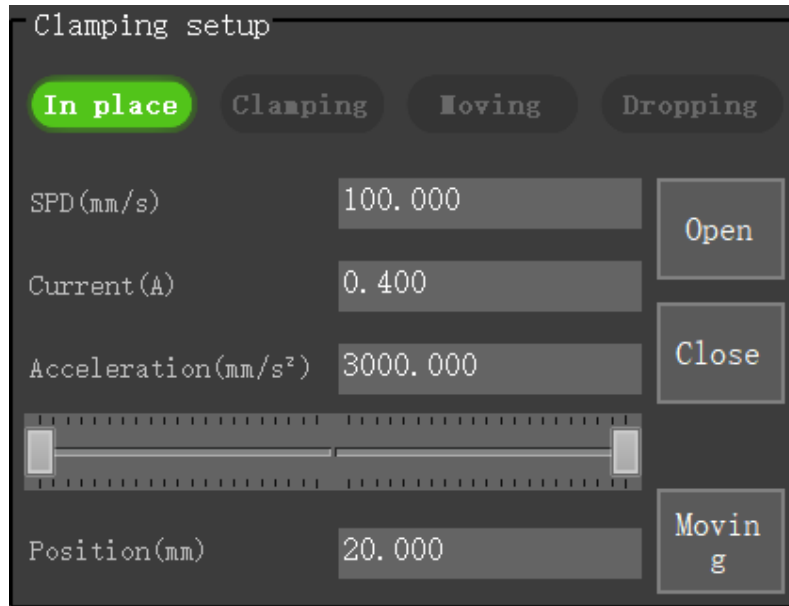 Clamping setup
In place Clamping Moving Dropping
SPD(mm/s) 100.000
Open
Current(A) 0.400
Close
Acceleration(mm/s²) 3000.000
Position(mm) 20.000
Movin
g